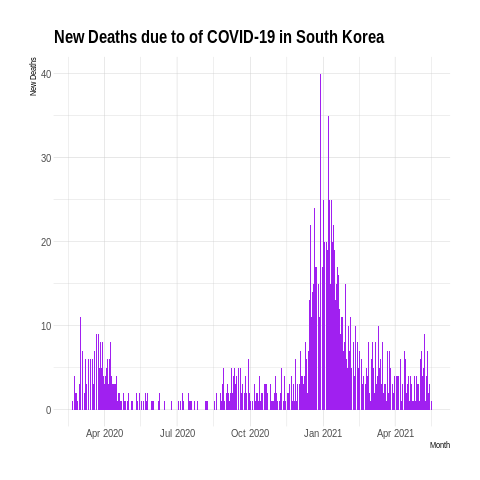 New Deaths due to of COVID-19 in South Korea
New Deaths
40
30
20
10
0
Apr 2020 Jul 2020 Oct 2020 Jan 2021 Apr 2021
Month